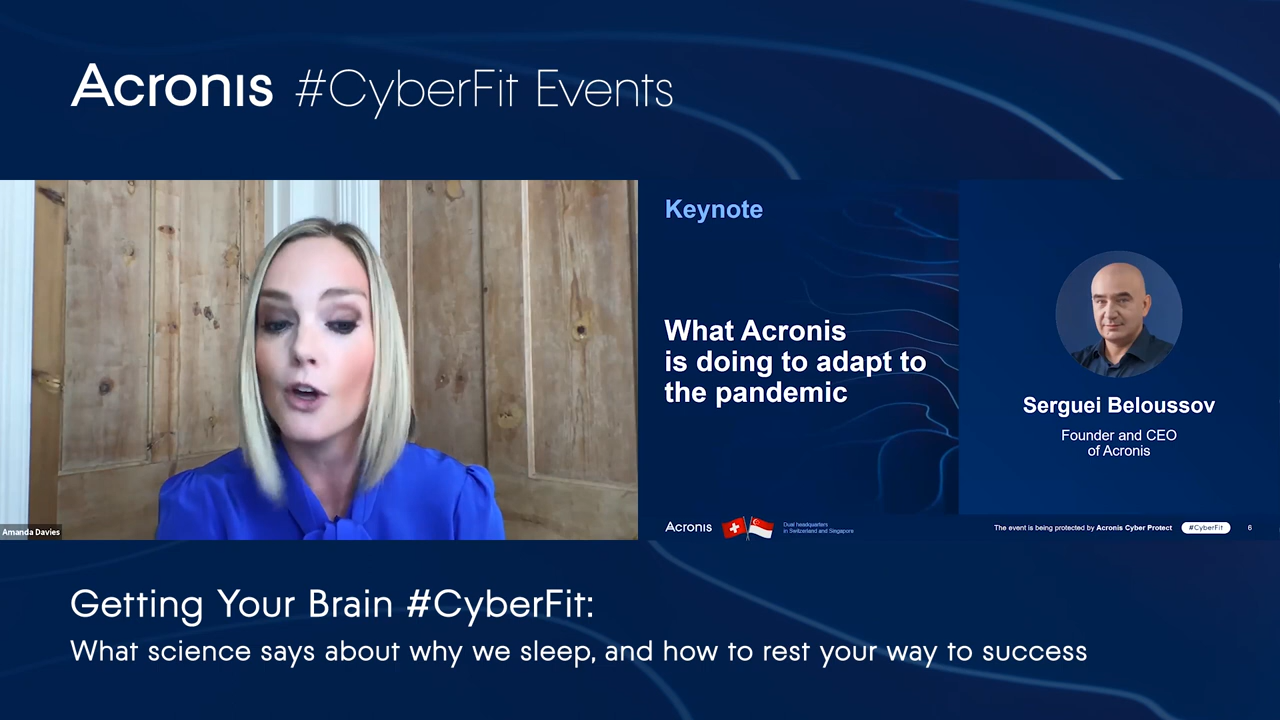 Acronis #CyberFit Events
Keynote
What Acronis
is doing to adapt to
the pandemic
Serguei Beloussov
Founder and CEO
of Acronis
Amanda Davies
Acronis
Dual headquarters
in Switzerland and Singapore
The event is being protected by Acronis Cyber Protect
#CyberFit
6
Getting Your Brain #CyberFit:
What science says about why we sleep, and how to rest your way to success